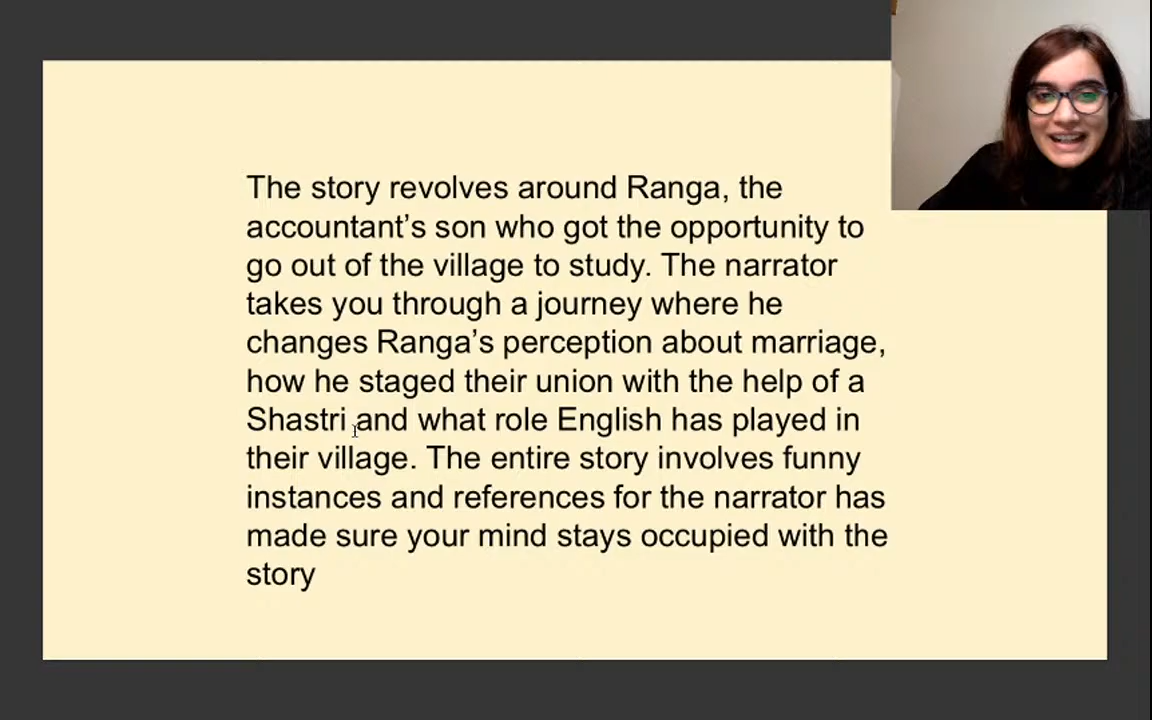 The story revolves around Ranga, the
accountant’s son who got the opportunity to
go out of the village to study. The narrator
takes you through a journey where he
changes Ranga’s perception about marriage,
how he staged their union with the help of a
Shastri and what role English has played in
their village. The entire story involves funny
instances and references for the narrator has
made sure your mind stays occupied with the
story